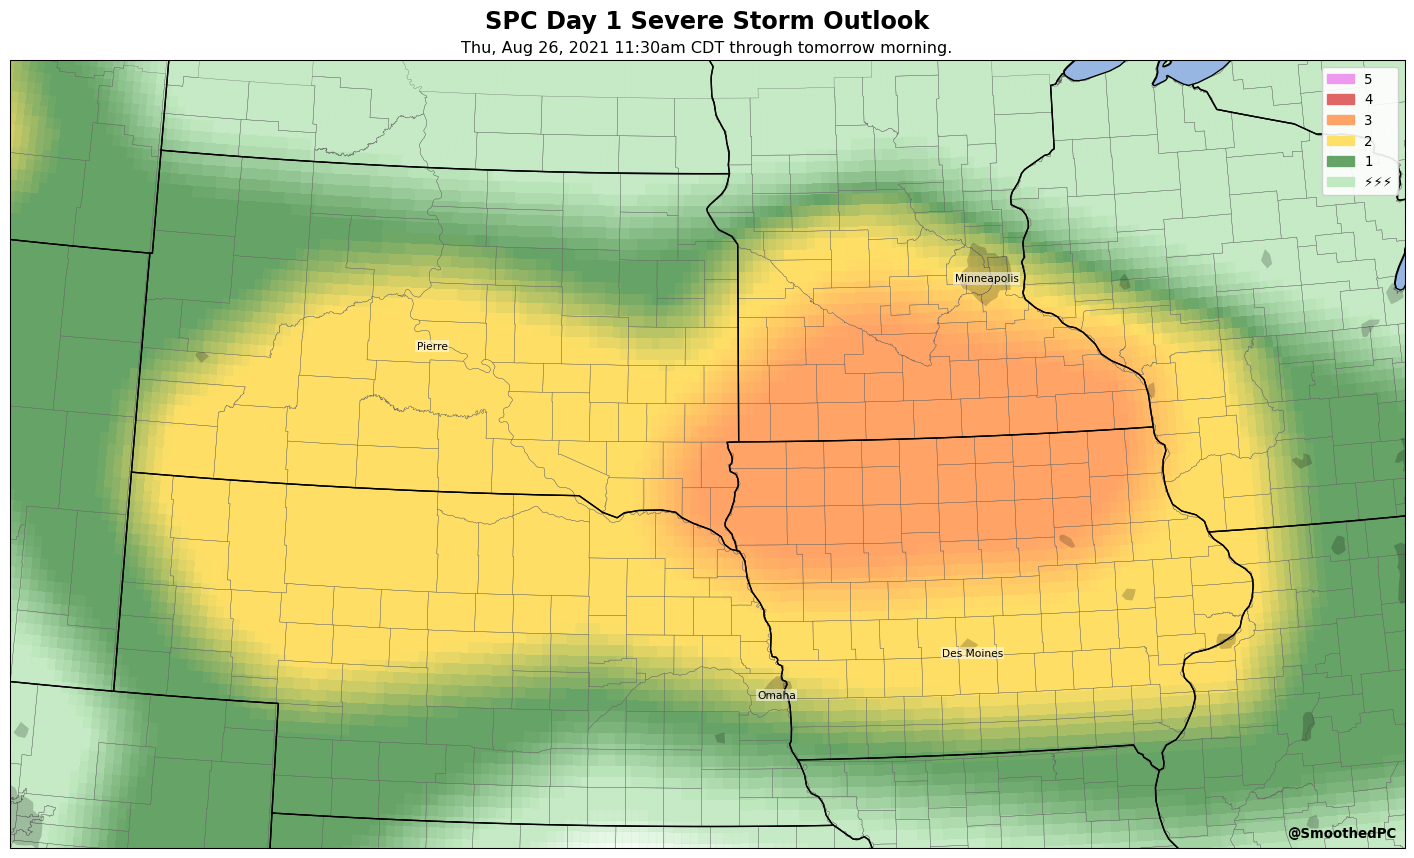 SPC Day 1 Severe Storm Outlook
Thu, Aug 26, 2021 11:30am CDT through tomorrow morning.
5
4
3
2
1
⚡⚡⚡
Minneapolis
Pierre
Des Moines
Omaha
@SmoothedPC